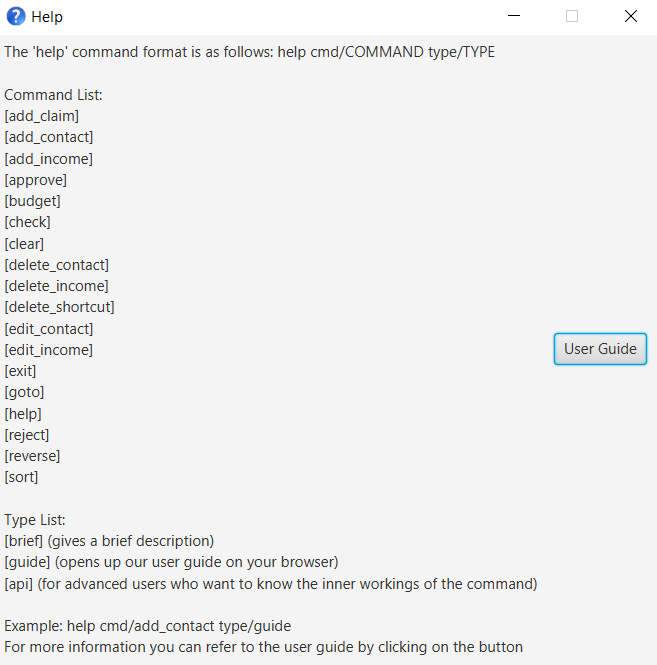 Help
The 'help' command format is as follows: help cmd/COMMAND type/TYPE
Command List:
[add_claim]
[add_contact]
[add_income]
[approve]
[budget]
[check]
[clear]
[delete_contact]
[delete_income]
[delete_shortcut]
[edit_contact]
[edit_income]
[exit]
[goto]
[help]
[reject]
[reverse]
[sort]
User Guide
Type List:
[brief] (gives a brief description)
[guide] (opens up our user guide on your browser)
[api] (for advanced users who want to know the inner workings of the command)
Example: help cmd/add_contact type/guide
For more information you can refer to the user guide by clicking on the button